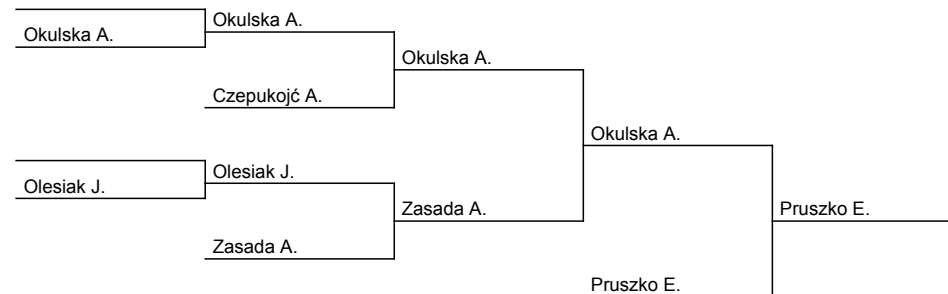 Okulska A.
Okulska A.
Okulska A.
Czepukojć A.
Okulska A.
Olesiak J.
Olesiak J.
Zasada A.
Pruszko E.
Zasada A.
Pruszko E.